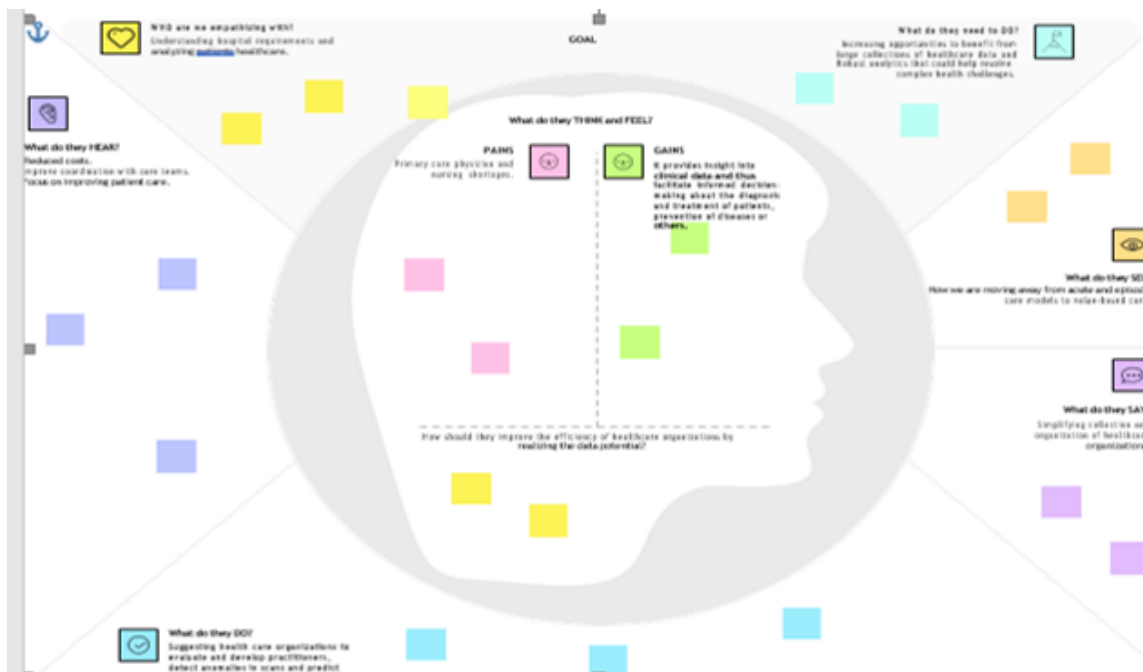 WHO are we empathizing with?
Understanding hospital requirements and
analyzing patients healthcare.
GOAL
What do they need to DO?
Increasing opportunities to benefit from
large collections of healthcare data and
Robust analytics that could help resolve
complex health challenges.
What do they HEAR?
Reduced costs.
Improve coordination with care teams.
Focus on improving patient care.
What do they THINK and FEEL?
PAINS
Primary care physician and
nursing shortages.
GAINS
It provides insight into
clinical data and thus
facilitate informed decision-
making about the diagnosis
and treatment of patients,
prevention of diseases or
others.
What do they SE
How we are moving away from acute and episod
care models to value-based car
What do they SAY
Simplifying collection an
organization of healthcar
organization
How should they improve the efficiency of healthcare organizations by
realizing the data potential?
What do they DO?
Suggesting health care organizations to
evaluate and develop practitioners,
detect anomalies in scans and predict